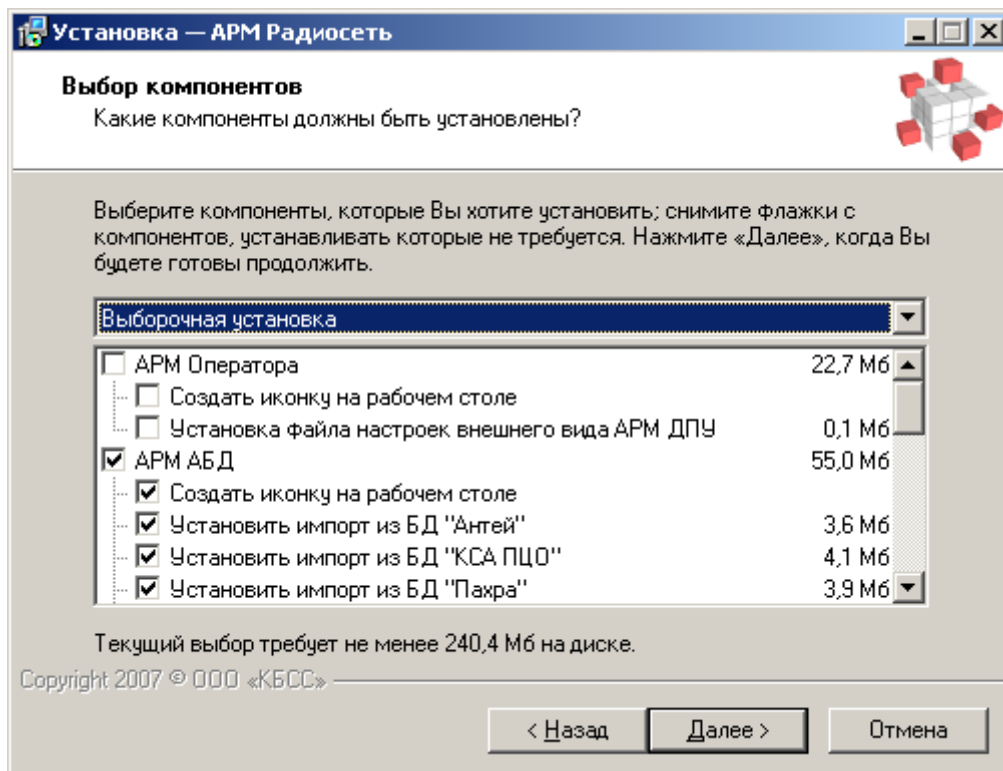 Установка — АРМ Радиосеть
Выбор компонентов
Какие компоненты должны быть установлены?
Выберите компоненты, которые Вы хотите установить; снимите флажки с
компонентов, устанавливать которые не требуется. Нажмите «Далее», когда Вы
будете готовы продолжить.
Выборочная установка
АРМ Оператора 22,7 Мб
Создать иконку на рабочем столе
Установка файла настроек внешнего вида АРМ ДПУ 0,1 Мб
АРМ АБД 55,0 Мб
Создать иконку на рабочем столе
Установить импорт из БД "Антей" 3,6 Мб
Установить импорт из БД "КСА ПЦО" 4,1 Мб
Установить импорт из БД "Пахра" 3,9 Мб
Текущий выбор требует не менее 240,4 Мб на диске.
Copyright 2007 © ООО «КБСС»
< Назад Далее > Отмена